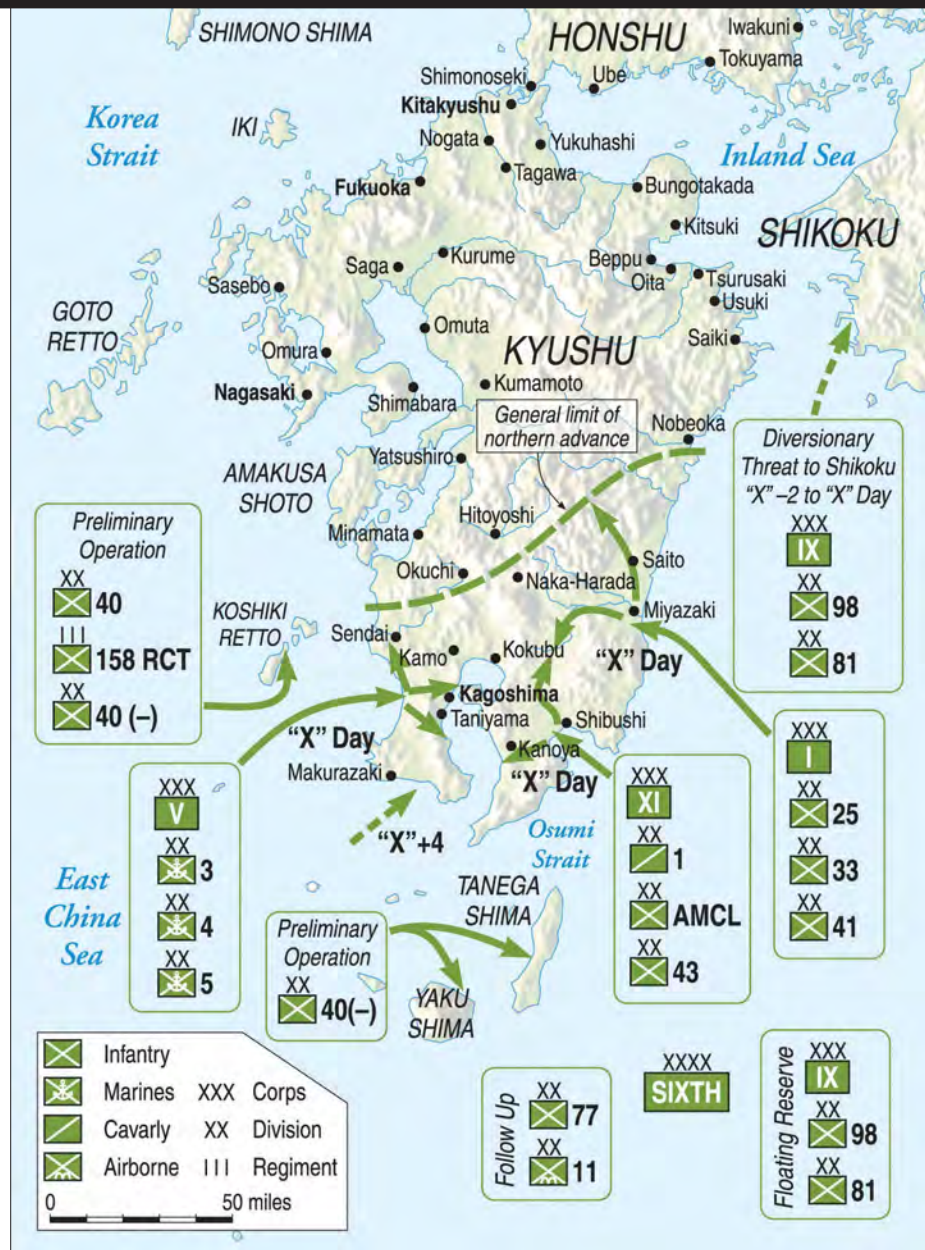 SHIMONO SHIMA
HONSHU
Iwakuni
Tokuyama
Shimonoseki
Ube
Kitakyushu
Korea
Strait
IKI
Nogata
Yukuhashi
Inland Sea
Tagawa
Fukuoka
Bungotakada
Kitsuki
SHIKOKU
Kurume
Beppu
Saga
Oita
Tsurusaki
Sasebo
Usuki
GOTO
RETTO
Omuta
Saiki
Omura
KYUSHU
Nagasaki
Shimabara
Kumamoto
General limit of
northern advance
Nobeoka
Diversionary
Threat to Shikoku
“X” –2 to “X” Day
XXX
IX
XX
98
XX
81
Yatsushiro
AMAKUSA
SHOTO
Hitoyoshi
Minamata
Preliminary
Operation
XX
40
III
158 RCT
XX
40 (–)
Okuchi
Naka-Harada
Saito
KOSHIKI
RETTO
Miyazaki
Sendai
Kamo
Kokubu
“X” Day
Kagoshima
Taniyama
Shibushi
“X” Day
Kanoya
Makurazaki
“X” Day
XXX
I
XX
25
XX
33
XX
41
XXX
V
XX
3
XX
4
XX
5
“X”+4
Osumi
Strait
XXX
XI
XX
1
XX
AMCL
XX
43
East
China
Sea
TANEGA
SHIMA
Preliminary
Operation
XX
40(–)
YAKU
SHIMA
Infantry
Marines XXX Corps
Cavarly XX Division
Airborne III Regiment
0 50 miles
Follow Up
XX
77
XX
11
XXXX
SIXTH
Floating Reserve
XXX
IX
XX
98
XX
81